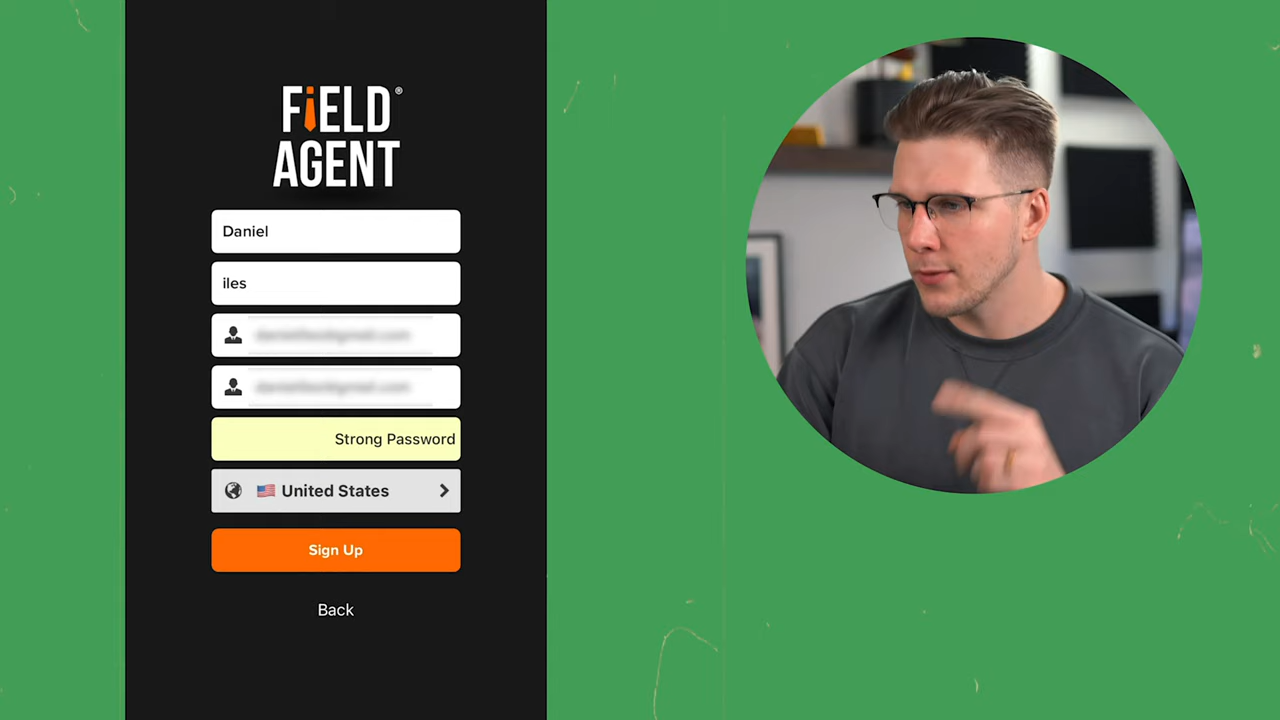 FiELD®
AGENT
Daniel
iles
Strong Password
United States
Sign Up
Back